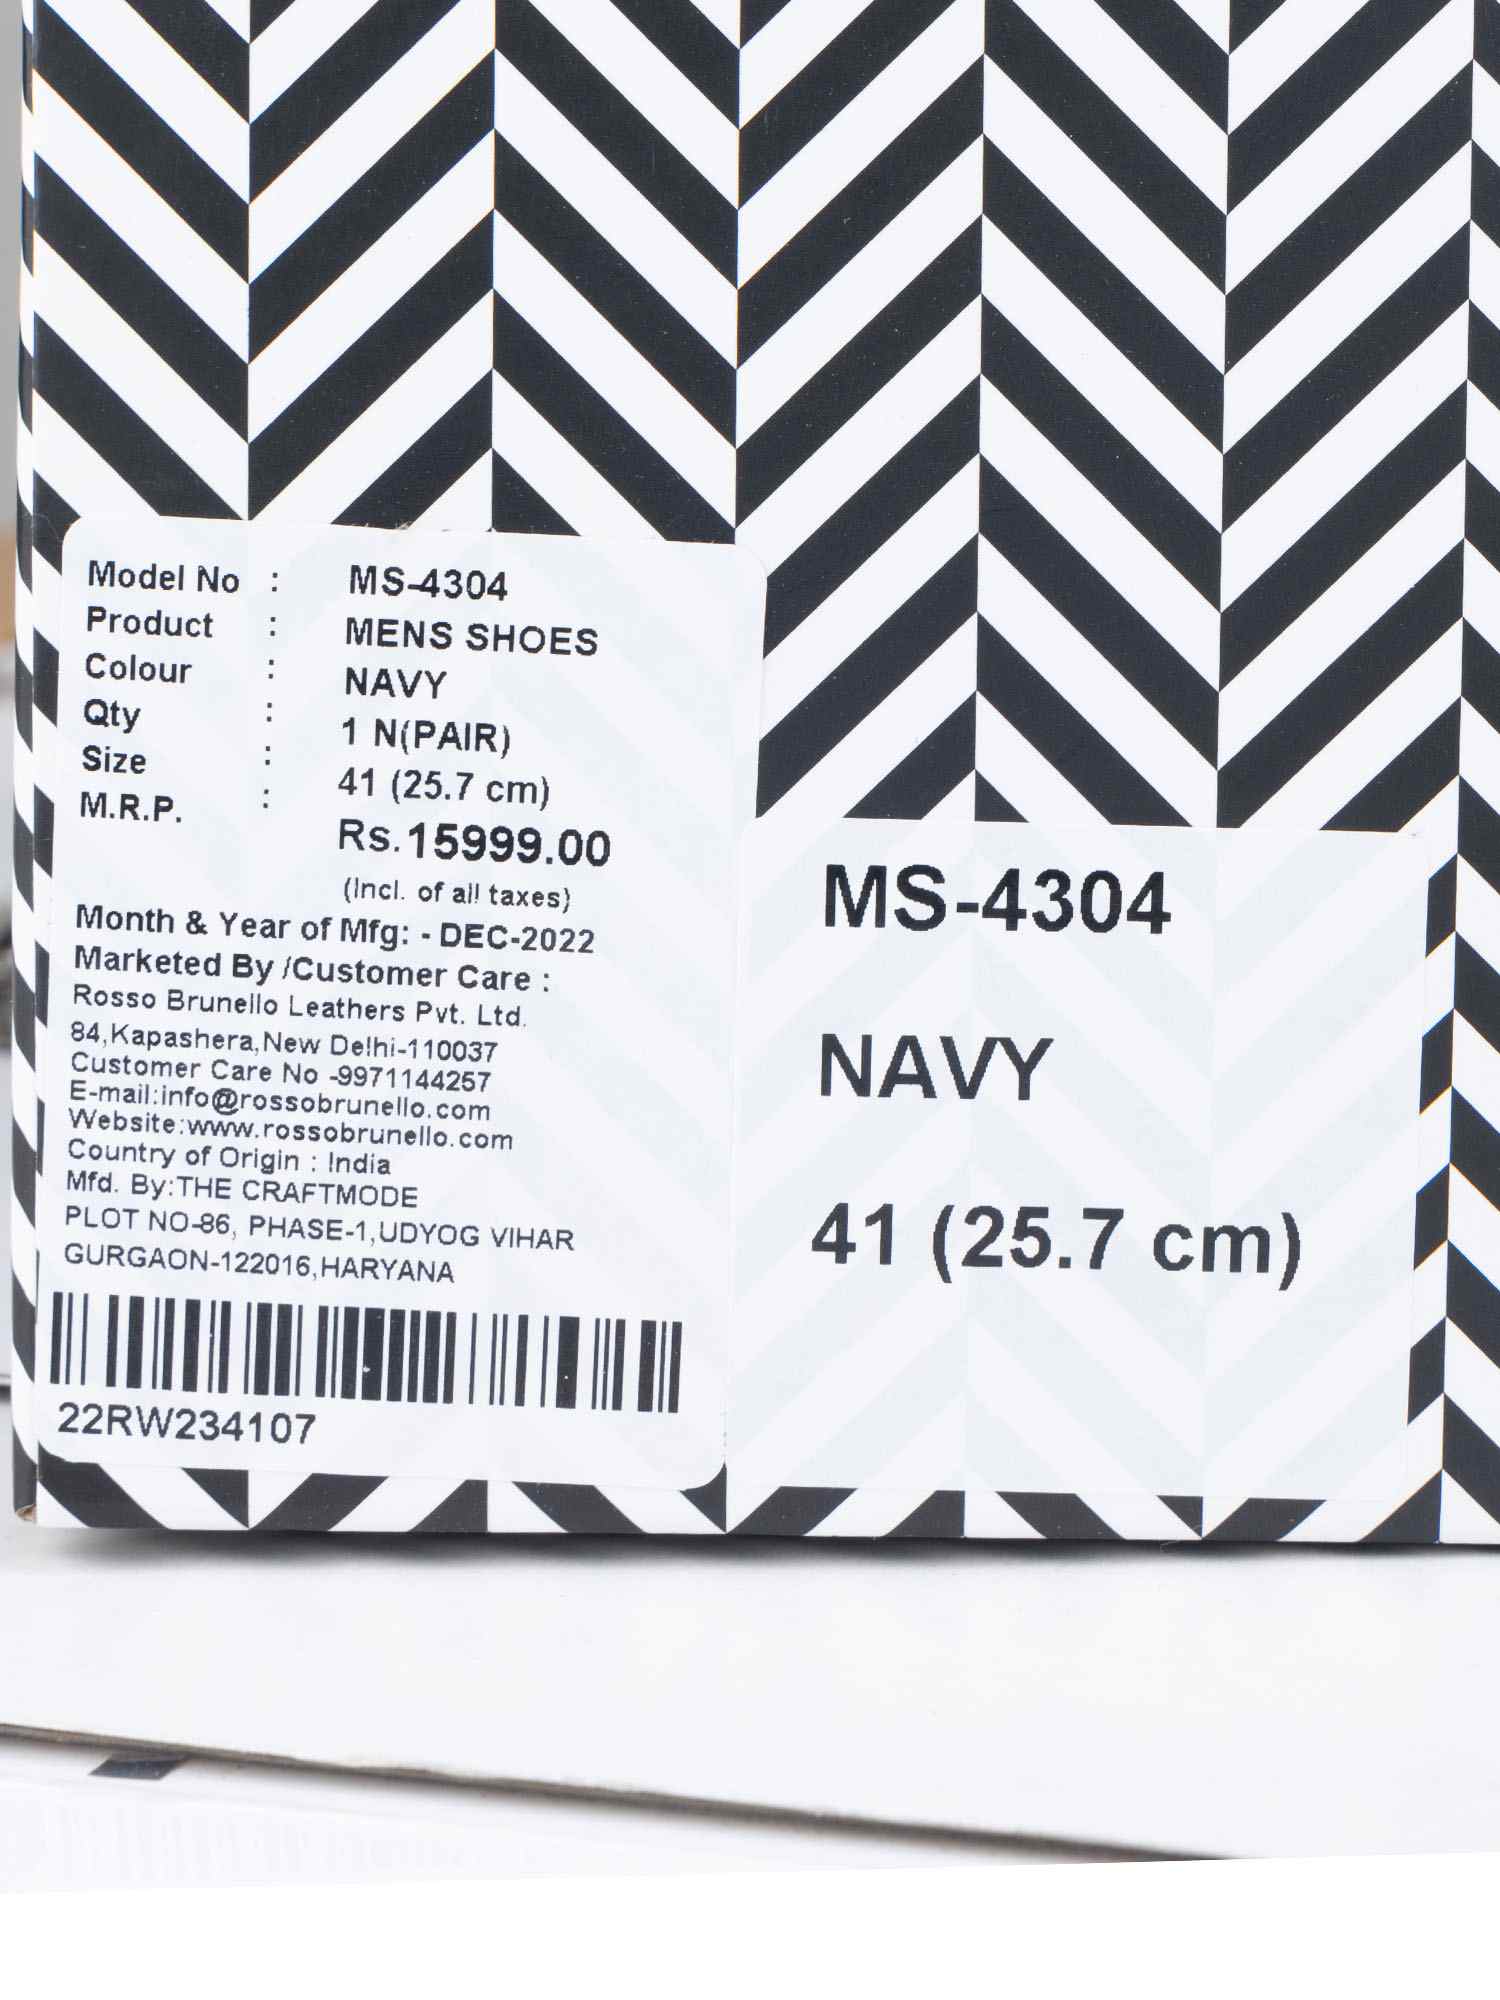 Model No : MS-4304
Product : MENS SHOES
Colour : NAVY
Qty : 1 N(PAIR)
Size : 41 (25.7 cm)
M.R.P. : Rs.15999.00
(Incl. of all taxes)
Month & Year of Mfg: - DEC-2022
Marketed By /Customer Care :
Rosso Brunello Leathers Pvt. Ltd.
84,Kapashera,New Delhi-110037
Customer Care No -9971144257
E-mail:info@rossobrunello.com
Website:www.rossobrunello.com
Country of Origin : India
Mfd. By:THE CRAFTMODE
PLOT NO-86, PHASE-1,UDYOG VIHAR
GURGAON-122016,HARYANA
22RW234107
MS-4304
NAVY
41 (25.7 cm)